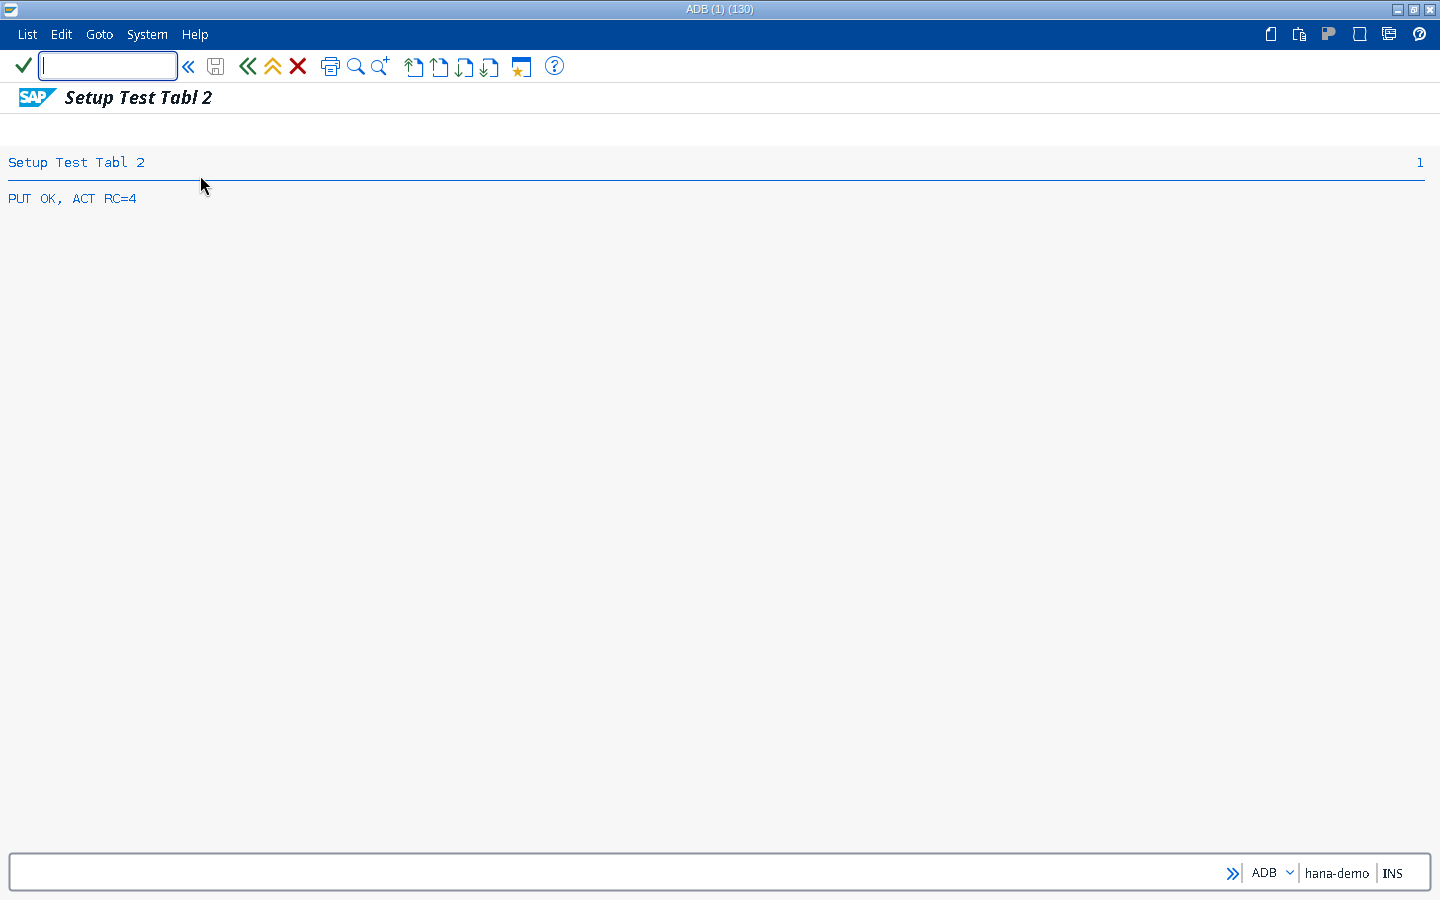 ADB (1) (130)
List Edit Goto System Help
SAP Setup Test Tabl 2
Setup Test Tabl 2 1
PUT OK, ACT RC=4
ADB hana-demo INS